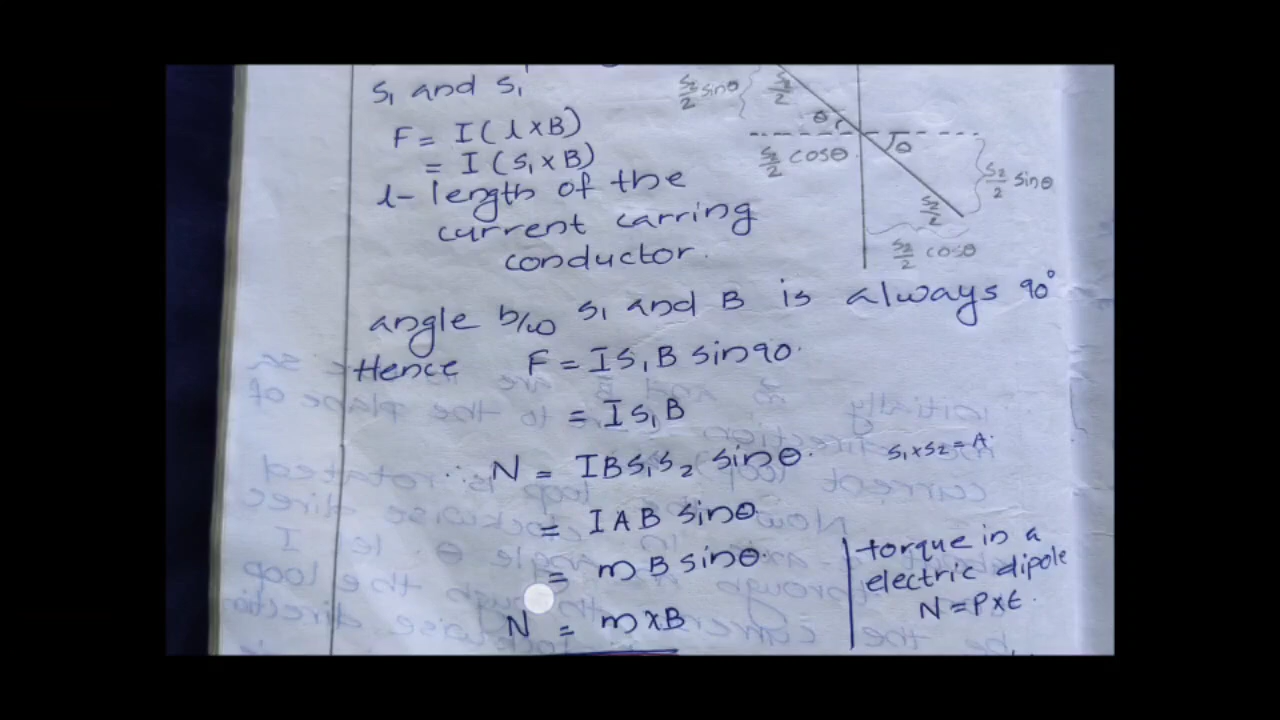 s₁ and s₁
F = I(l×B)
= I(s₁×B)
l- length of the
current carring
conductor.
angle b/w s₁ and B is always 90°
Hence F = Is₁B sin90.
= Is₁B
∴ N = IBs₁s₂ sinθ. s₁×s₂=A.
= IAB sinθ
= mB sinθ.
N = m×B
s₂/2 sinθ
s₂/2
θ
s₂/2 cosθ
θ
s₂/2 sinθ
s₂/2
s₂/2 cosθ
torque in a
electric dipole
N = P×E.